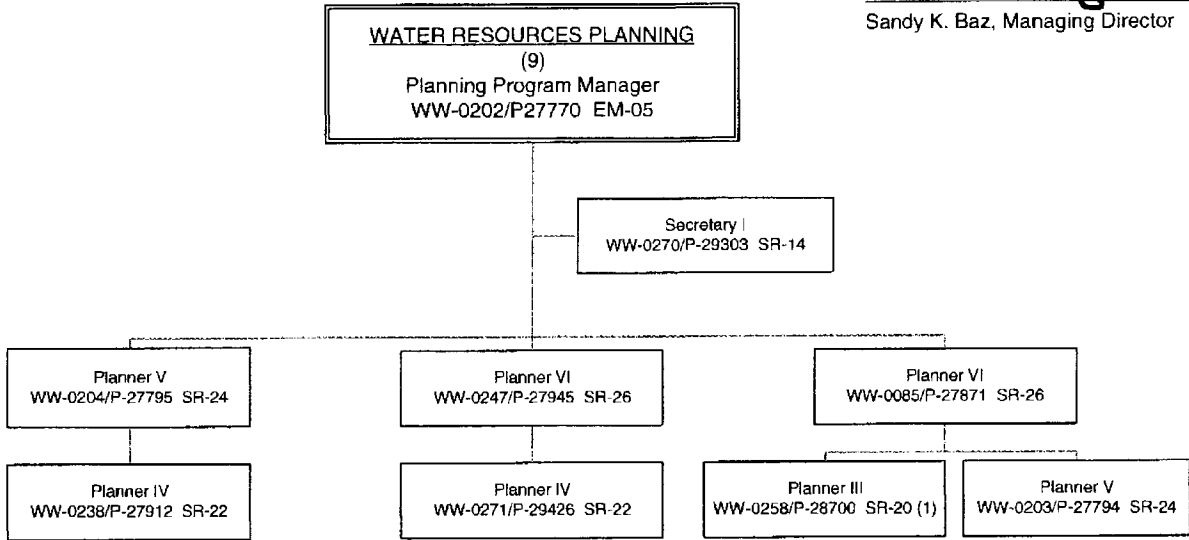 Sandy K. Baz, Managing Director
WATER RESOURCES PLANNING
(9)
Planning Program Manager
WW-0202/P27770 EM-05
Secretary I
WW-0270/P-29303 SR-14
Planner V
WW-0204/P-27795 SR-24
Planner VI
WW-0247/P-27945 SR-26
Planner VI
WW-0085/P-27871 SR-26
Planner IV
WW-0238/P-27912 SR-22
Planner IV
WW-0271/P-29426 SR-22
Planner III
WW-0258/P-28700 SR-20 (1)
Planner V
WW-0203/P-27794 SR-24